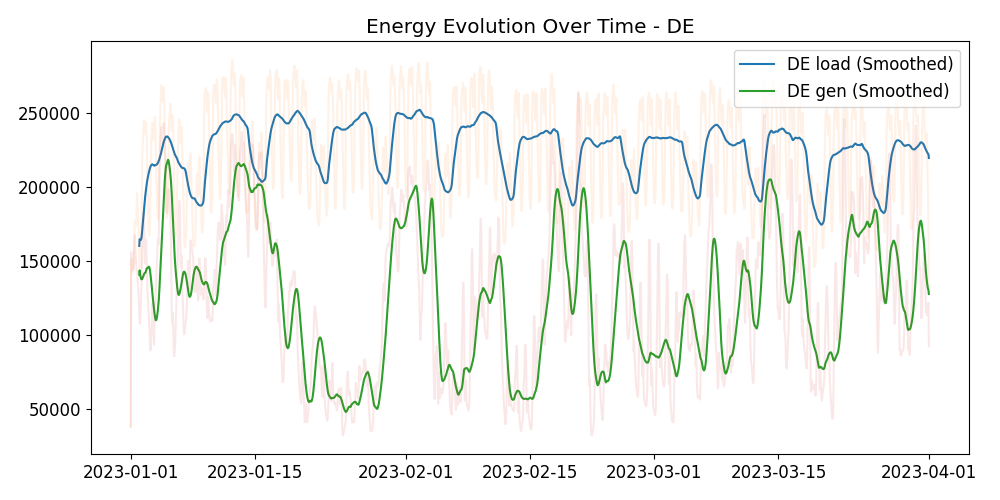 Energy Evolution Over Time - DE
DE load (Smoothed)
DE gen (Smoothed)
250000
200000
150000
100000
50000
2023-01-01 2023-01-15 2023-02-01 2023-02-15 2023-03-01 2023-03-15 2023-04-01